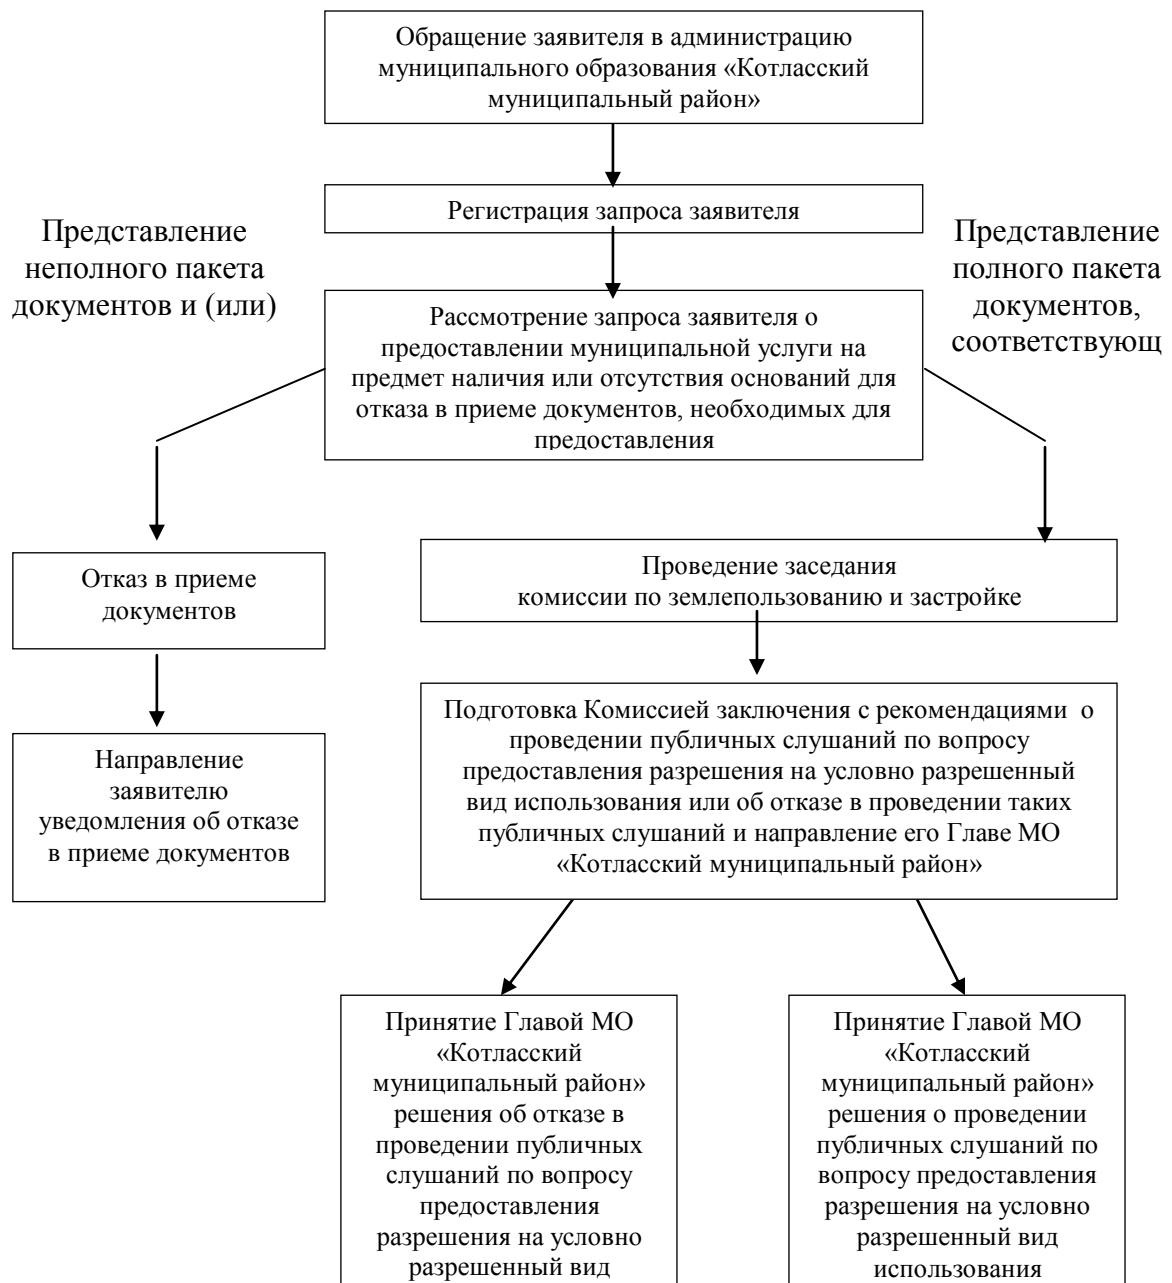 Обращение заявителя в администрацию
муниципального образования «Котласский
муниципальный район»
Регистрация запроса заявителя
Представление
неполного пакета
документов и (или)
Представление
полного пакета
документов,
соответствующ
Рассмотрение запроса заявителя о
предоставлении муниципальной услуги на
предмет наличия или отсутствия оснований для
отказа в приеме документов, необходимых для
предоставления
Отказ в приеме
документов
Проведение заседания
комиссии по землепользованию и застройке
Направление
заявителю
уведомления об отказе
в приеме документов
Подготовка Комиссией заключения с рекомендациями  о
проведении публичных слушаний по вопросу
предоставления разрешения на условно разрешенный
вид использования или об отказе в проведении таких
публичных слушаний и направление его Главе МО
«Котласский муниципальный район»
Принятие Главой МО
«Котласский
муниципальный район»
решения об отказе в
проведении публичных
слушаний по вопросу
предоставления
разрешения на условно
разрешенный вид
Принятие Главой МО
«Котласский
муниципальный район»
решения о проведении
публичных слушаний по
вопросу предоставления
разрешения на условно
разрешенный вид
использования